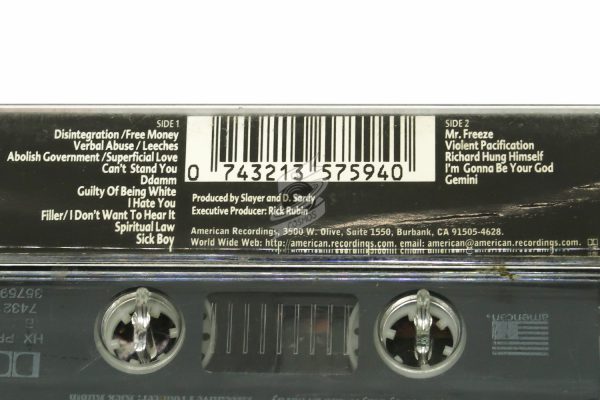 SIDE 1
Disintegration/Free Money
Verbal Abuse/Leeches
Abolish Government/Superficial Love
Can't Stand You
Ddamm
Guilty Of Being White
I Hate You
Filler/I Don't Want To Hear It
Spiritual Law
Sick Boy
0 743213 575940
Produced by Slayer and D. Sardy
Executive Producer: Rick Rubin
American Recordings, 3500 W. Olive, Suite 1550, Burbank, CA 91505-4628.
World Wide Web: http://american.recordings.com, email: american@american.recordings.com
SIDE 2
Mr. Freeze
Violent Pacification
Richard Hung Himself
I'm Gonna Be Your God
Gemini
american
HX